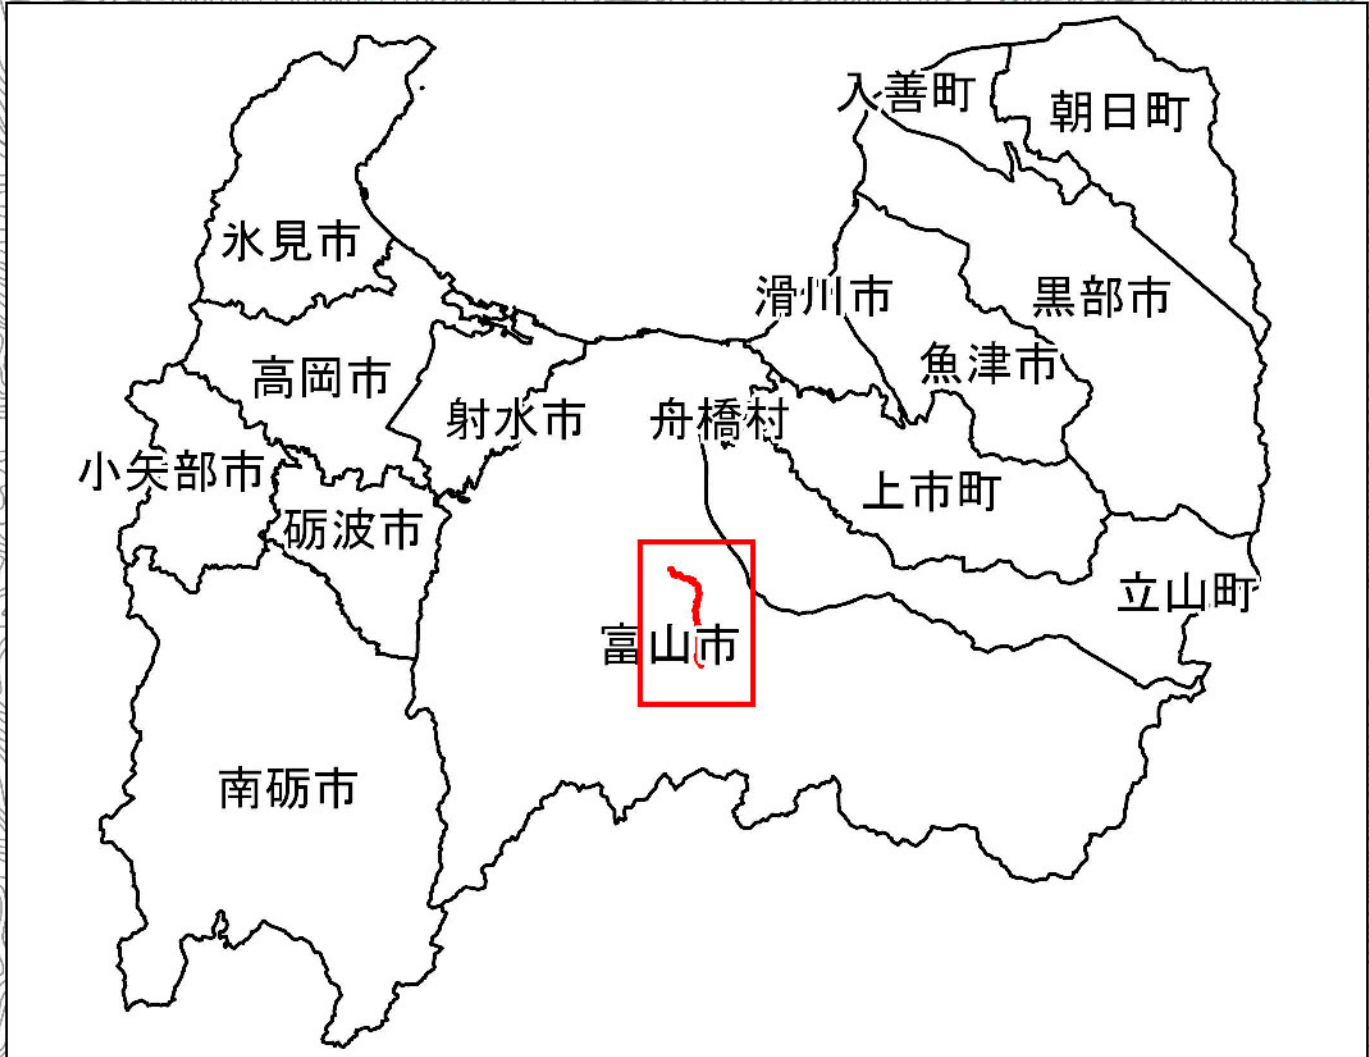 入善町
朝日町
氷見市
滑川市
黒部市
高岡市
魚津市
射水市
舟橋村
小矢部市
上市町
砺波市
立山町
富山市
南砺市